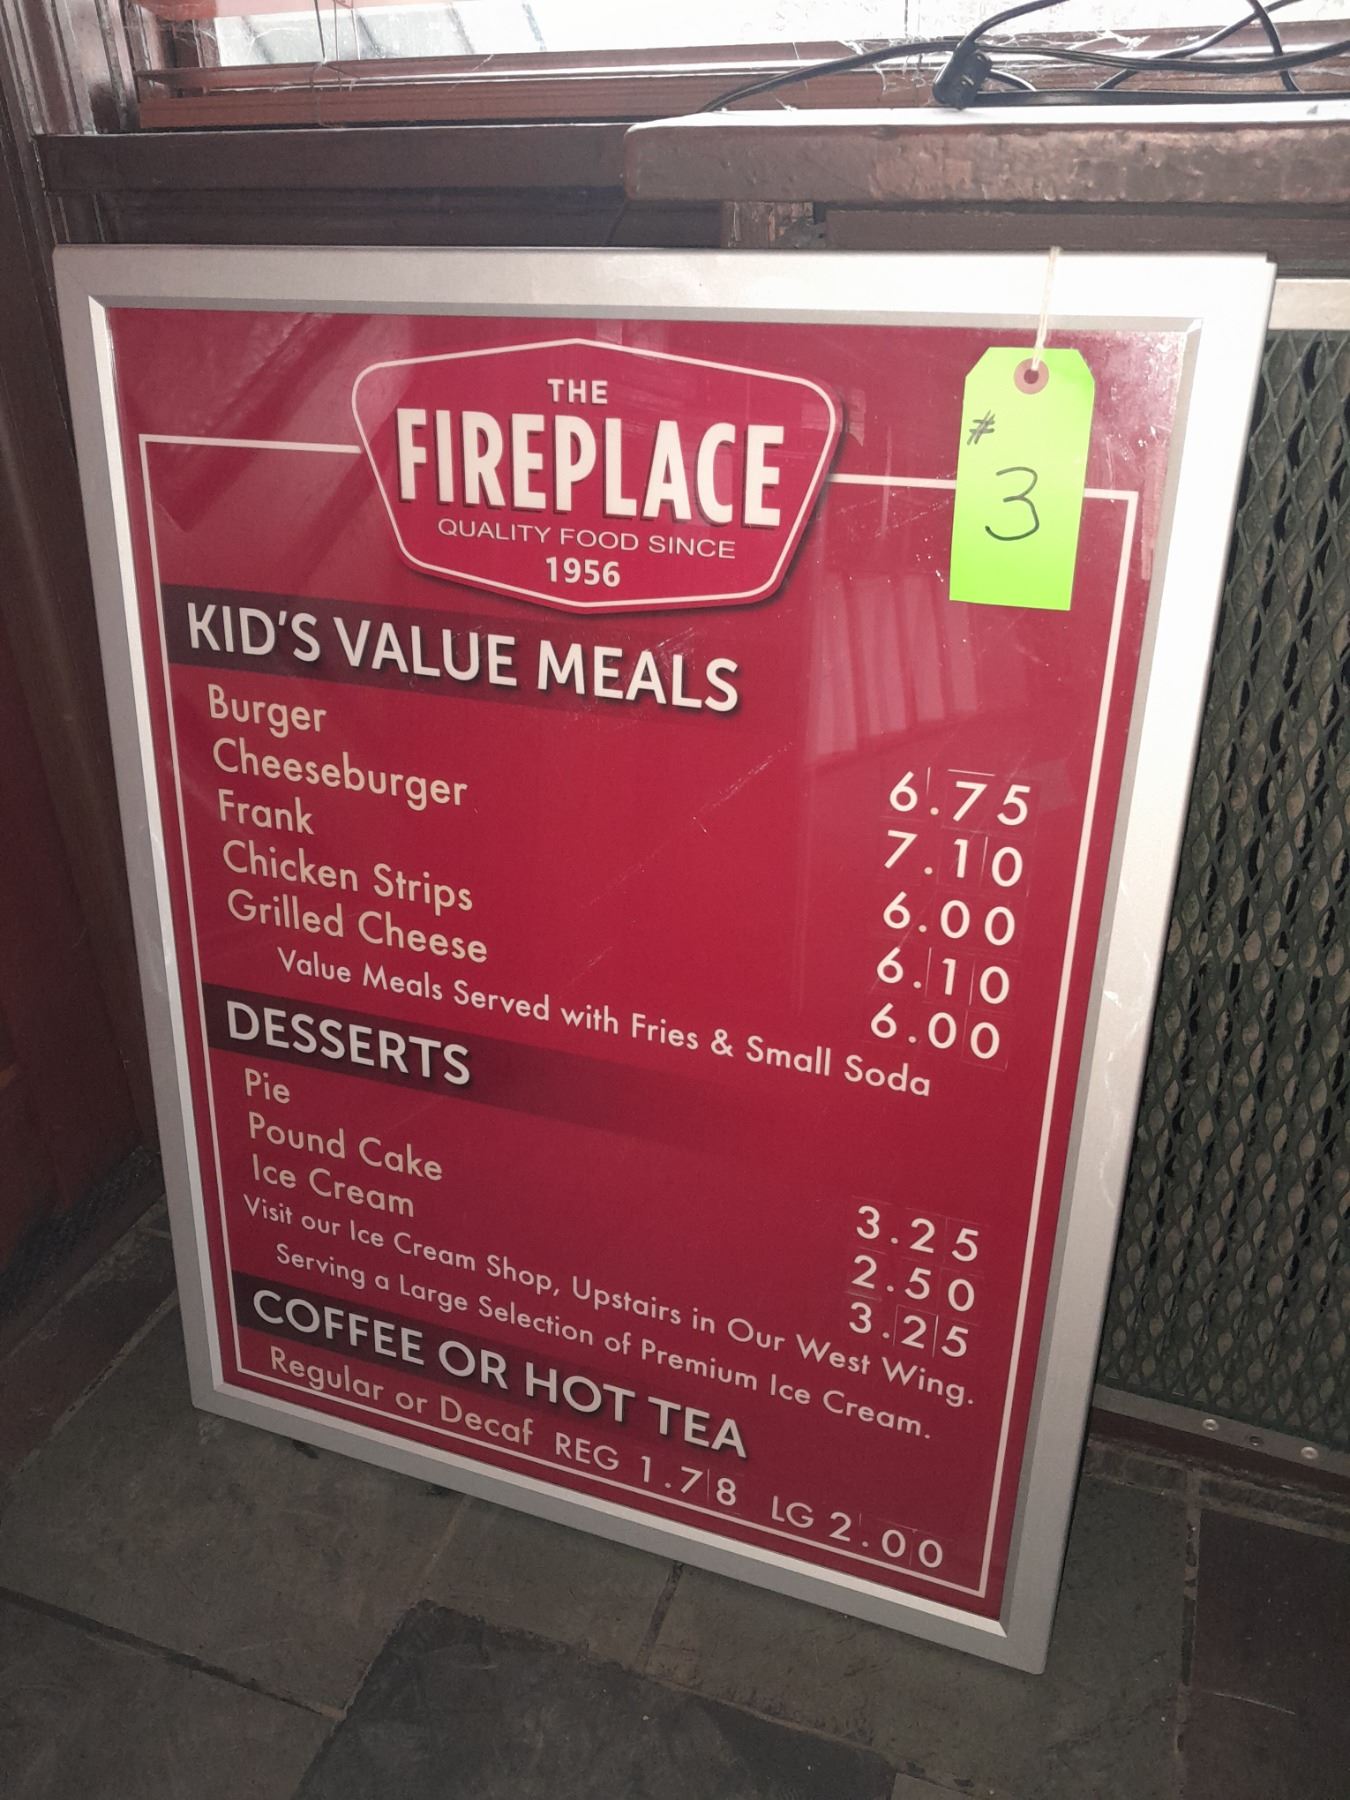 THE
FIREPLACE
QUALITY FOOD SINCE
1956
# 3
KID'S VALUE MEALS
Burger 6.75
Cheeseburger 7.10
Frank 6.00
Chicken Strips 6.10
Grilled Cheese 6.00
Value Meals Served with Fries & Small Soda
DESSERTS
Pie 3.25
Pound Cake 2.50
Ice Cream 3.25
Visit our Ice Cream Shop, Upstairs in Our West Wing.
Serving a Large Selection of Premium Ice Cream.
COFFEE OR HOT TEA
Regular or Decaf REG 1.78 LG 2.00